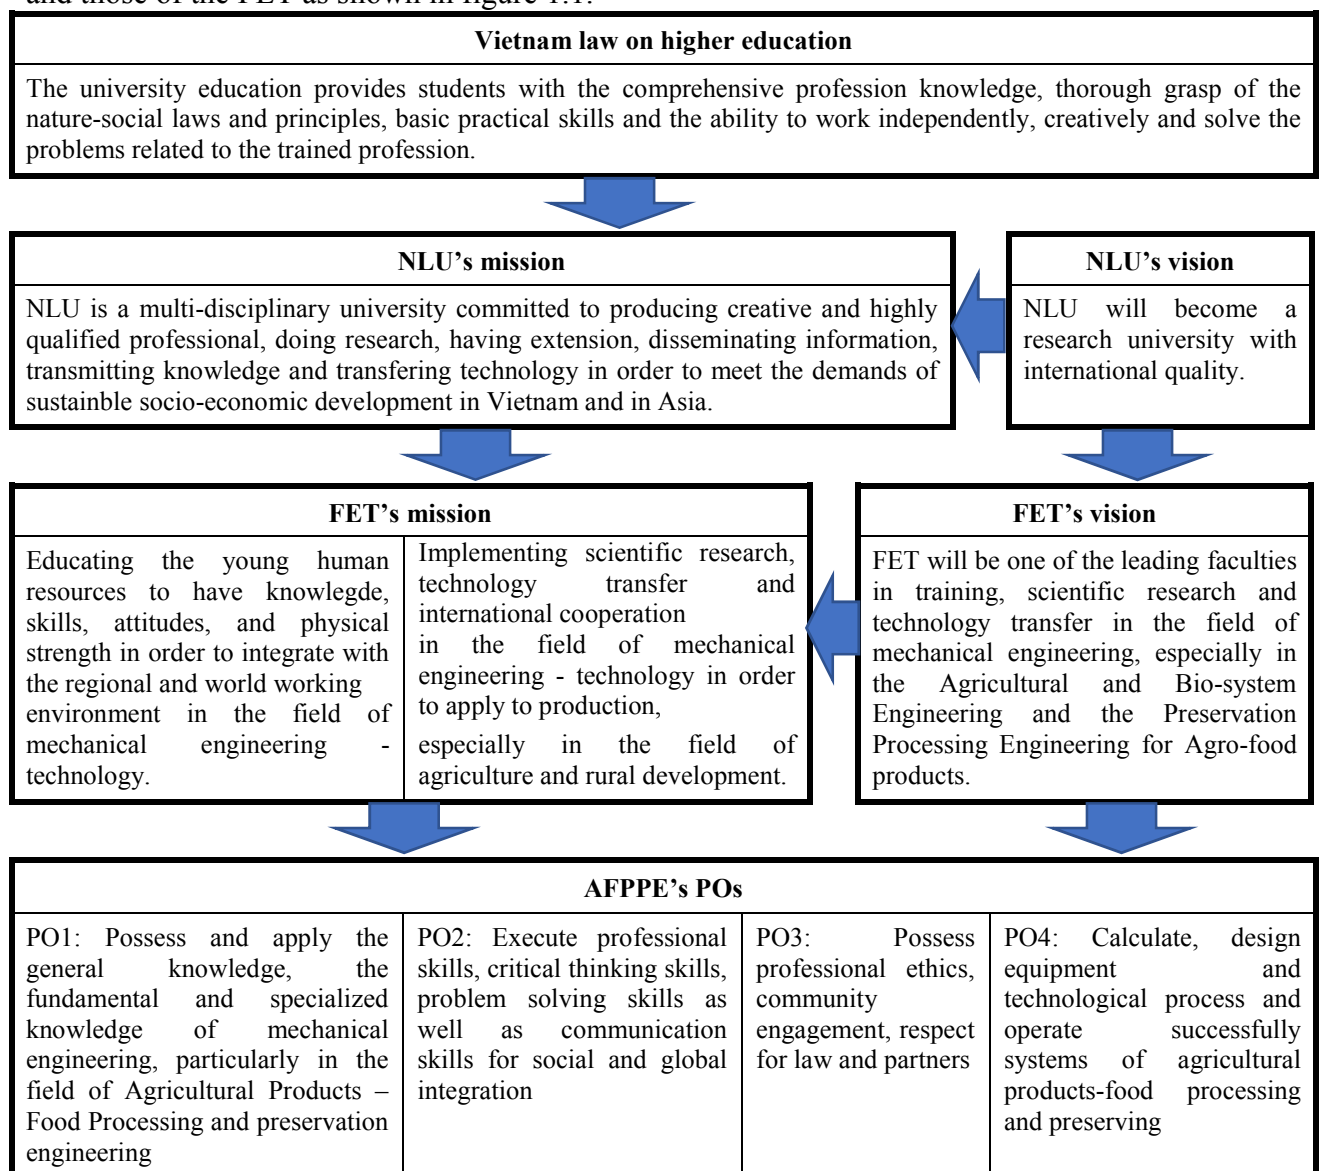 and those of the FET as shown in figure 1.1.
Vietnam law on higher education
The university education provides students with the comprehensive profession knowledge, thorough grasp of the
nature-social laws and principles, basic practical skills and the ability to work independently, creatively and solve the
problems related to the trained profession.
NLU’s mission
NLU is a multi-disciplinary university committed to producing creative and highly
qualified professional, doing research, having extension, disseminating information,
transmitting knowledge and transfering technology in order to meet the demands of
sustainble socio-economic development in Vietnam and in Asia.
NLU’s vision
NLU will become a
research university with
international quality.
FET’s mission
Educating the young human
resources to have knowlegde,
skills, attitudes, and physical
strength in order to integrate with
the regional and world working
environment in the field of
mechanical engineering -
technology.
Implementing scientific research,
technology transfer and
international cooperation
in the field of mechanical
engineering - technology in order
to apply to production,
especially in the field of
agriculture and rural development.
FET’s vision
FET will be one of the leading faculties
in training, scientific research and
technology transfer in the field of
mechanical engineering, especially in
the Agricultural and Bio-system
Engineering and the Preservation
Processing Engineering for Agro-food
products.
AFPPE’s POs
PO1: Possess and apply the
general knowledge, the
fundamental and specialized
knowledge of mechanical
engineering, particularly in the
field of Agricultural Products –
Food Processing and preservation
engineering
PO2: Execute professional
skills, critical thinking skills,
problem solving skills as
well as communication
skills for social and global
integration
PO3: Possess
professional ethics,
community
engagement, respect
for law and partners
PO4: Calculate, design
equipment and
technological process and
operate successfully
systems of agricultural
products-food processing
and preserving